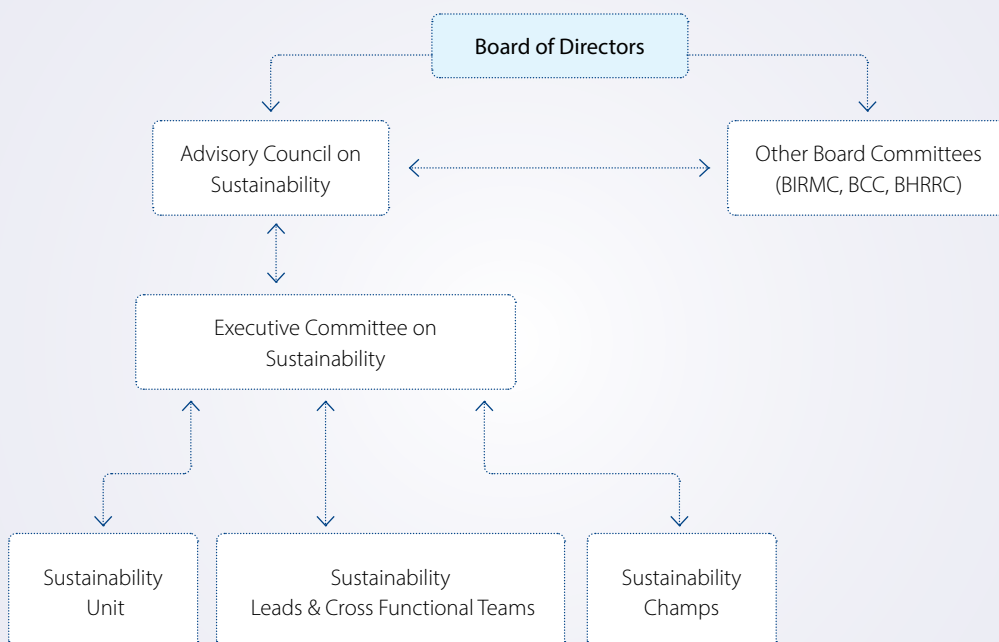 Board of Directors
Advisory Council on
Sustainability
Other Board Committees
(BIRMC, BCC, BHRRC)
Executive Committee on
Sustainability
Sustainability
Unit
Sustainability
Leads & Cross Functional Teams
Sustainability
Champs